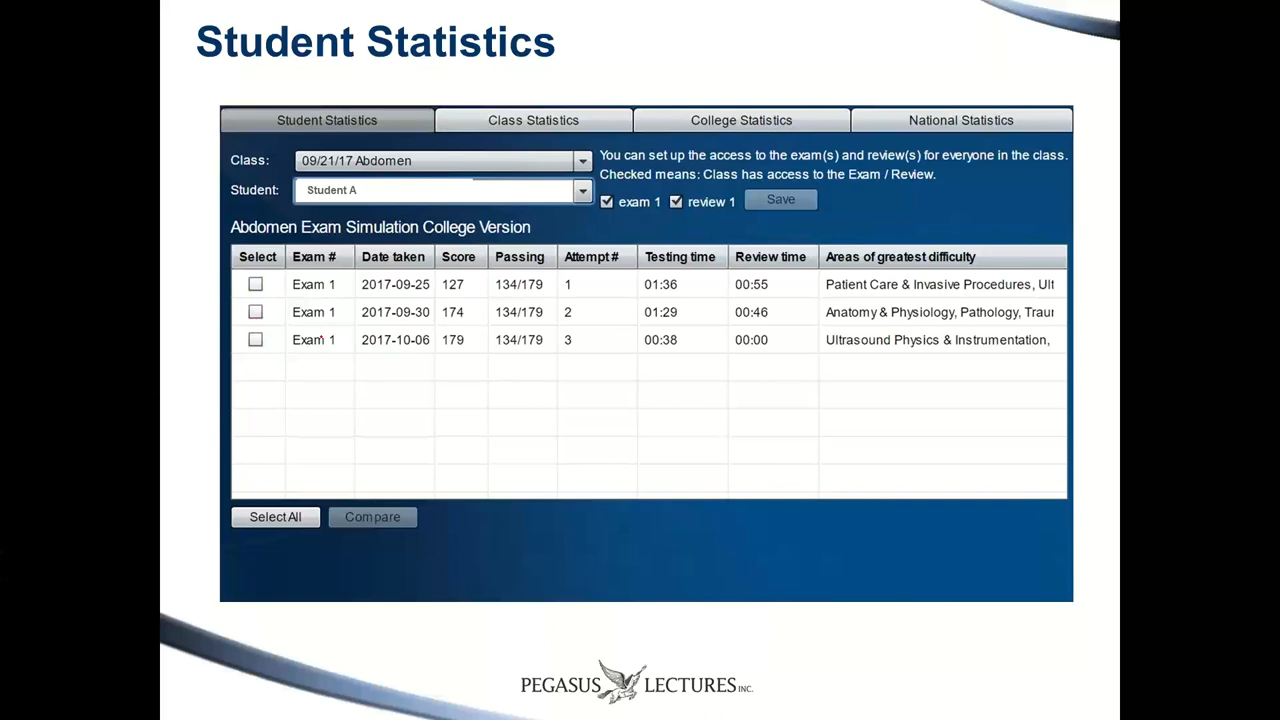 Student Statistics
Student Statistics Class Statistics College Statistics National Statistics
Class: 09/21/17 Abdomen
Student: Student A
You can set up the access to the exam(s) and review(s) for everyone in the class.
Checked means: Class has access to the Exam / Review.
exam 1 review 1 Save
Abdomen Exam Simulation College Version
Select Exam # Date taken Score Passing Attempt # Testing time Review time Areas of greatest difficulty
Exam 1 2017-09-25 127 134/179 1 01:36 00:55 Patient Care & Invasive Procedures, Ult
Exam 1 2017-09-30 174 134/179 2 01:29 00:46 Anatomy & Physiology, Pathology, Traur
Exam 1 2017-10-06 179 134/179 3 00:38 00:00 Ultrasound Physics & Instrumentation,
Select All Compare
PEGASUS LECTURES INC.